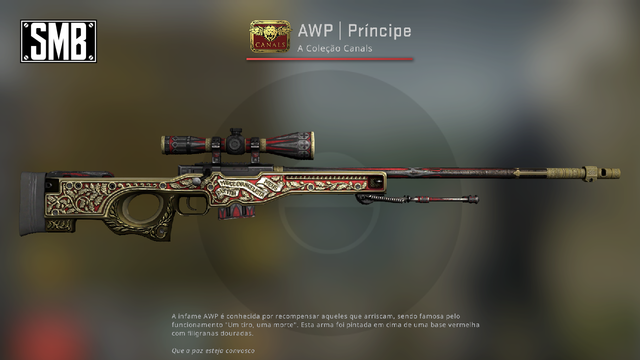 SMB
CANALS
AWP | Príncipe
A Coleção Canals
A infame AWP é conhecida por recompensar aqueles que arriscam, sendo famosa pelo
funcionamento "Um tiro, uma morte". Esta arma foi pintada em cima de uma base vermelha
com filigranas douradas.
Que a paz esteja convosco